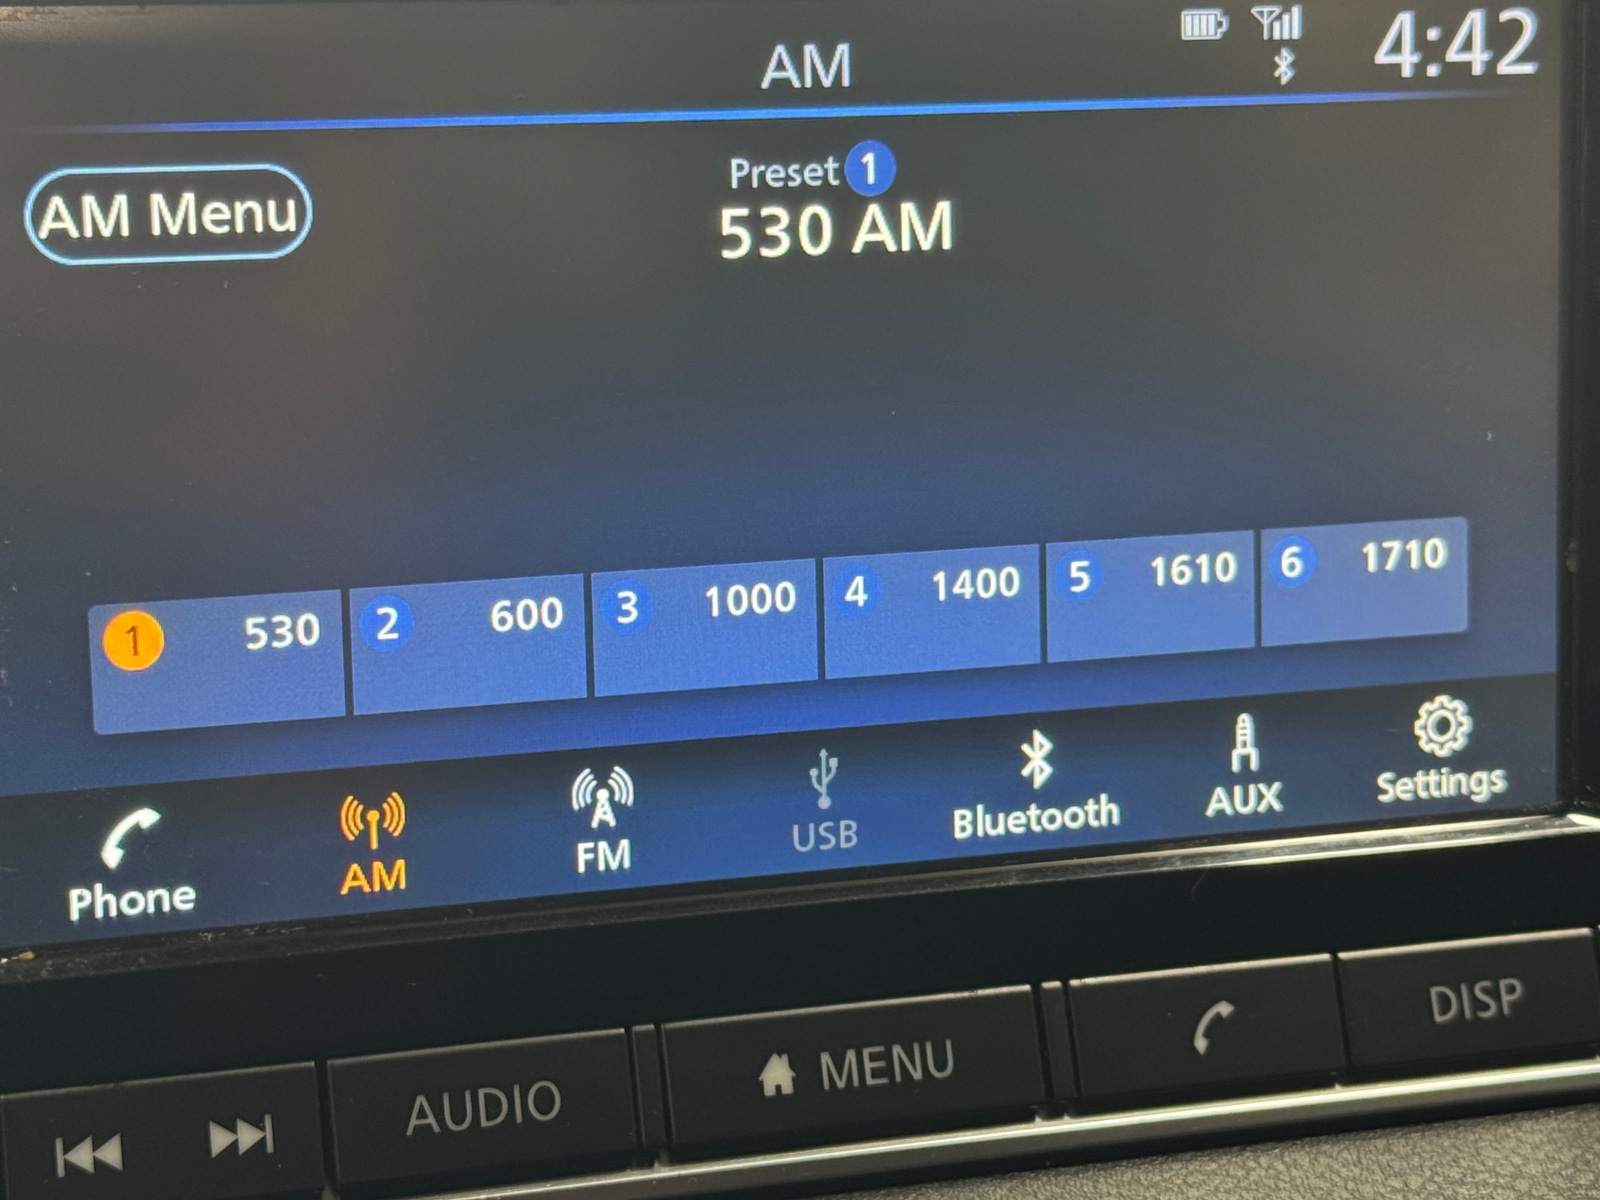 AM
4:42
AM Menu
Preset 1
530 AM
1 530
2 600
3 1000
4 1400
5 1610
6 1710
Phone
AM
FM
USB
Bluetooth
AUX
Settings
AUDIO
MENU
DISP